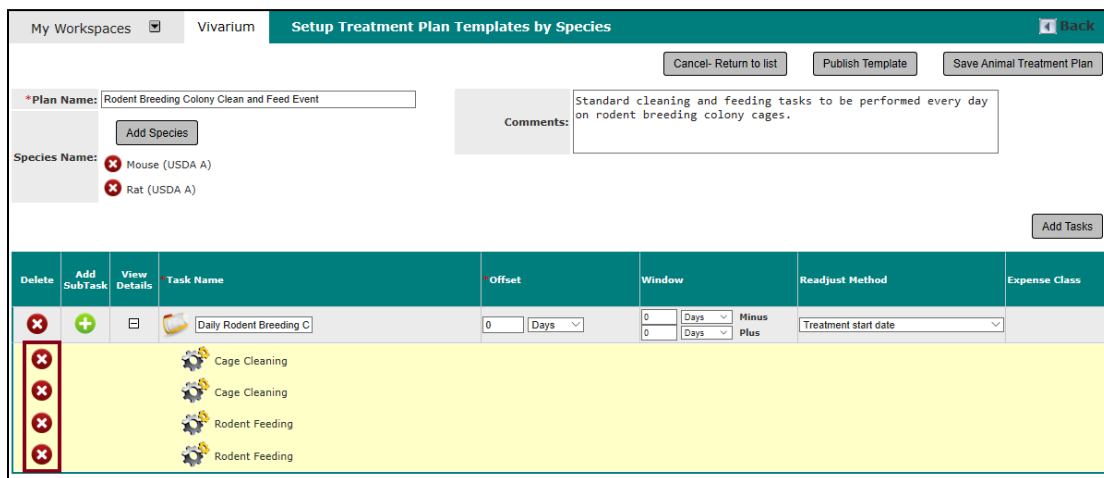 My Workspaces Vivarium Setup Treatment Plan Templates by Species Back
Cancel- Return to list Publish Template Save Animal Treatment Plan
*Plan Name: Rodent Breeding Colony Clean and Feed Event
Comments: Standard cleaning and feeding tasks to be performed every day
on rodent breeding colony cages.
Add Species
Species Name: Mouse (USDA A)
Rat (USDA A)
Add Tasks
Delete Add SubTask View Details *Task Name *Offset Window Readjust Method Expense Class
Daily Rodent Breeding C 0 Days 0 Days Minus Treatment start date
0 Days Plus
Cage Cleaning
Cage Cleaning
Rodent Feeding
Rodent Feeding